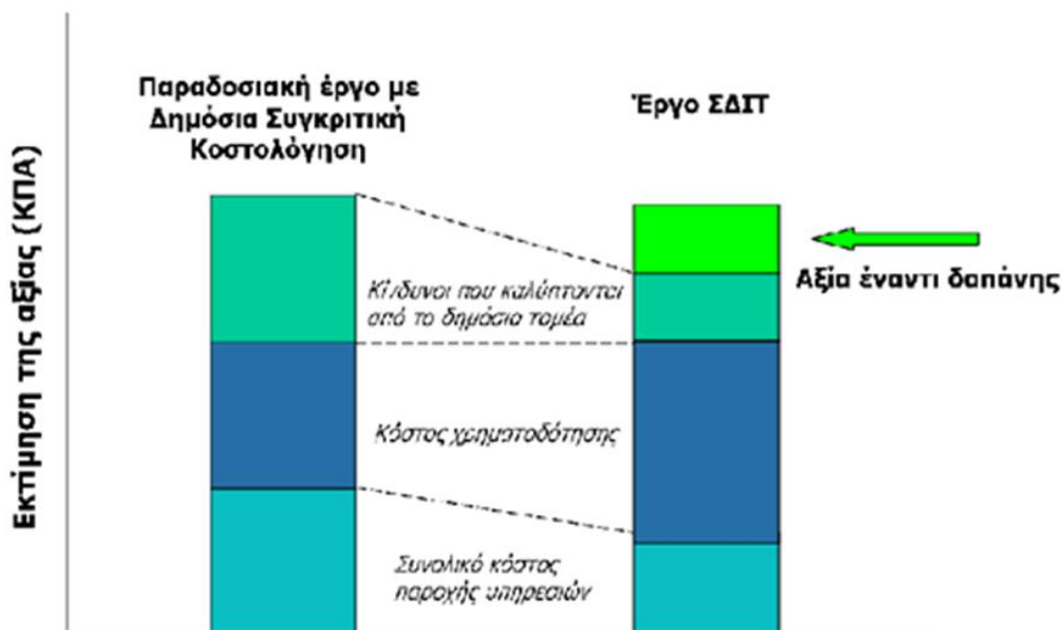 Παραδοσιακή έργο με
Δημόσια Συγκριτική
Κοστολόγηση
Έργο ΣΔΙΤ
Εκτίμηση της αξίας (ΚΠΑ)
Αξία έναντι δαπάνης
Κίνδυνοι που καλύπτονται
από το δημόσιο τομέα
Κόστος χρηματοδότησης
Συνολικό κόστος
παροχής υπηρεσιών